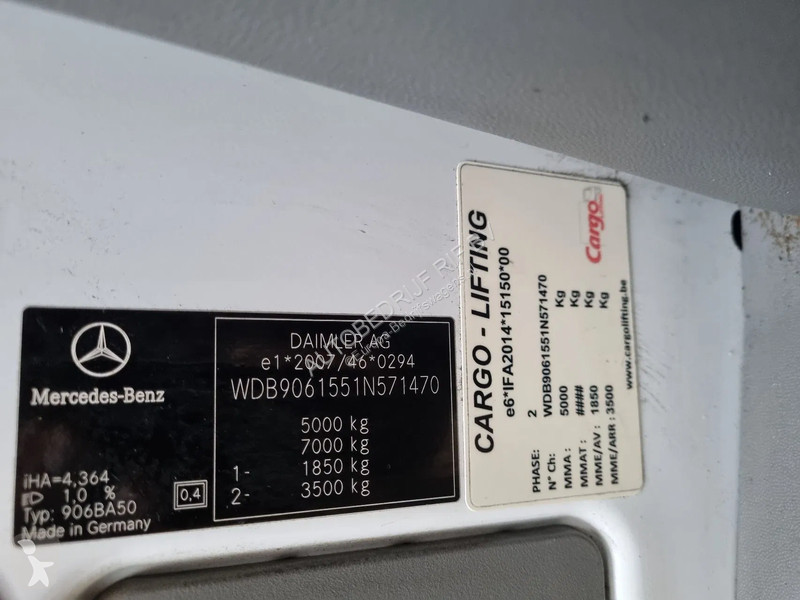 Mercedes-Benz
iHA=4,364
1,0 %
Typ: 906BA50
Made in Germany
0,4
DAIMLER AG
e1*2007/46*0294
WDB9061551N571470
5000 kg
7000 kg
1- 1850 kg
2- 3500 kg
CARGO - LIFTING
e6*IFA2014*15150*00
PHASE: 2
N° Ch: WDB9061551N571470
MMA: 5000 Kg
MMAT: #### Kg
MME/AV: 1850 Kg
MME/ARR: 3500 Kg
www.cargolifting.be
Cargo
AUTOBEDRIJF